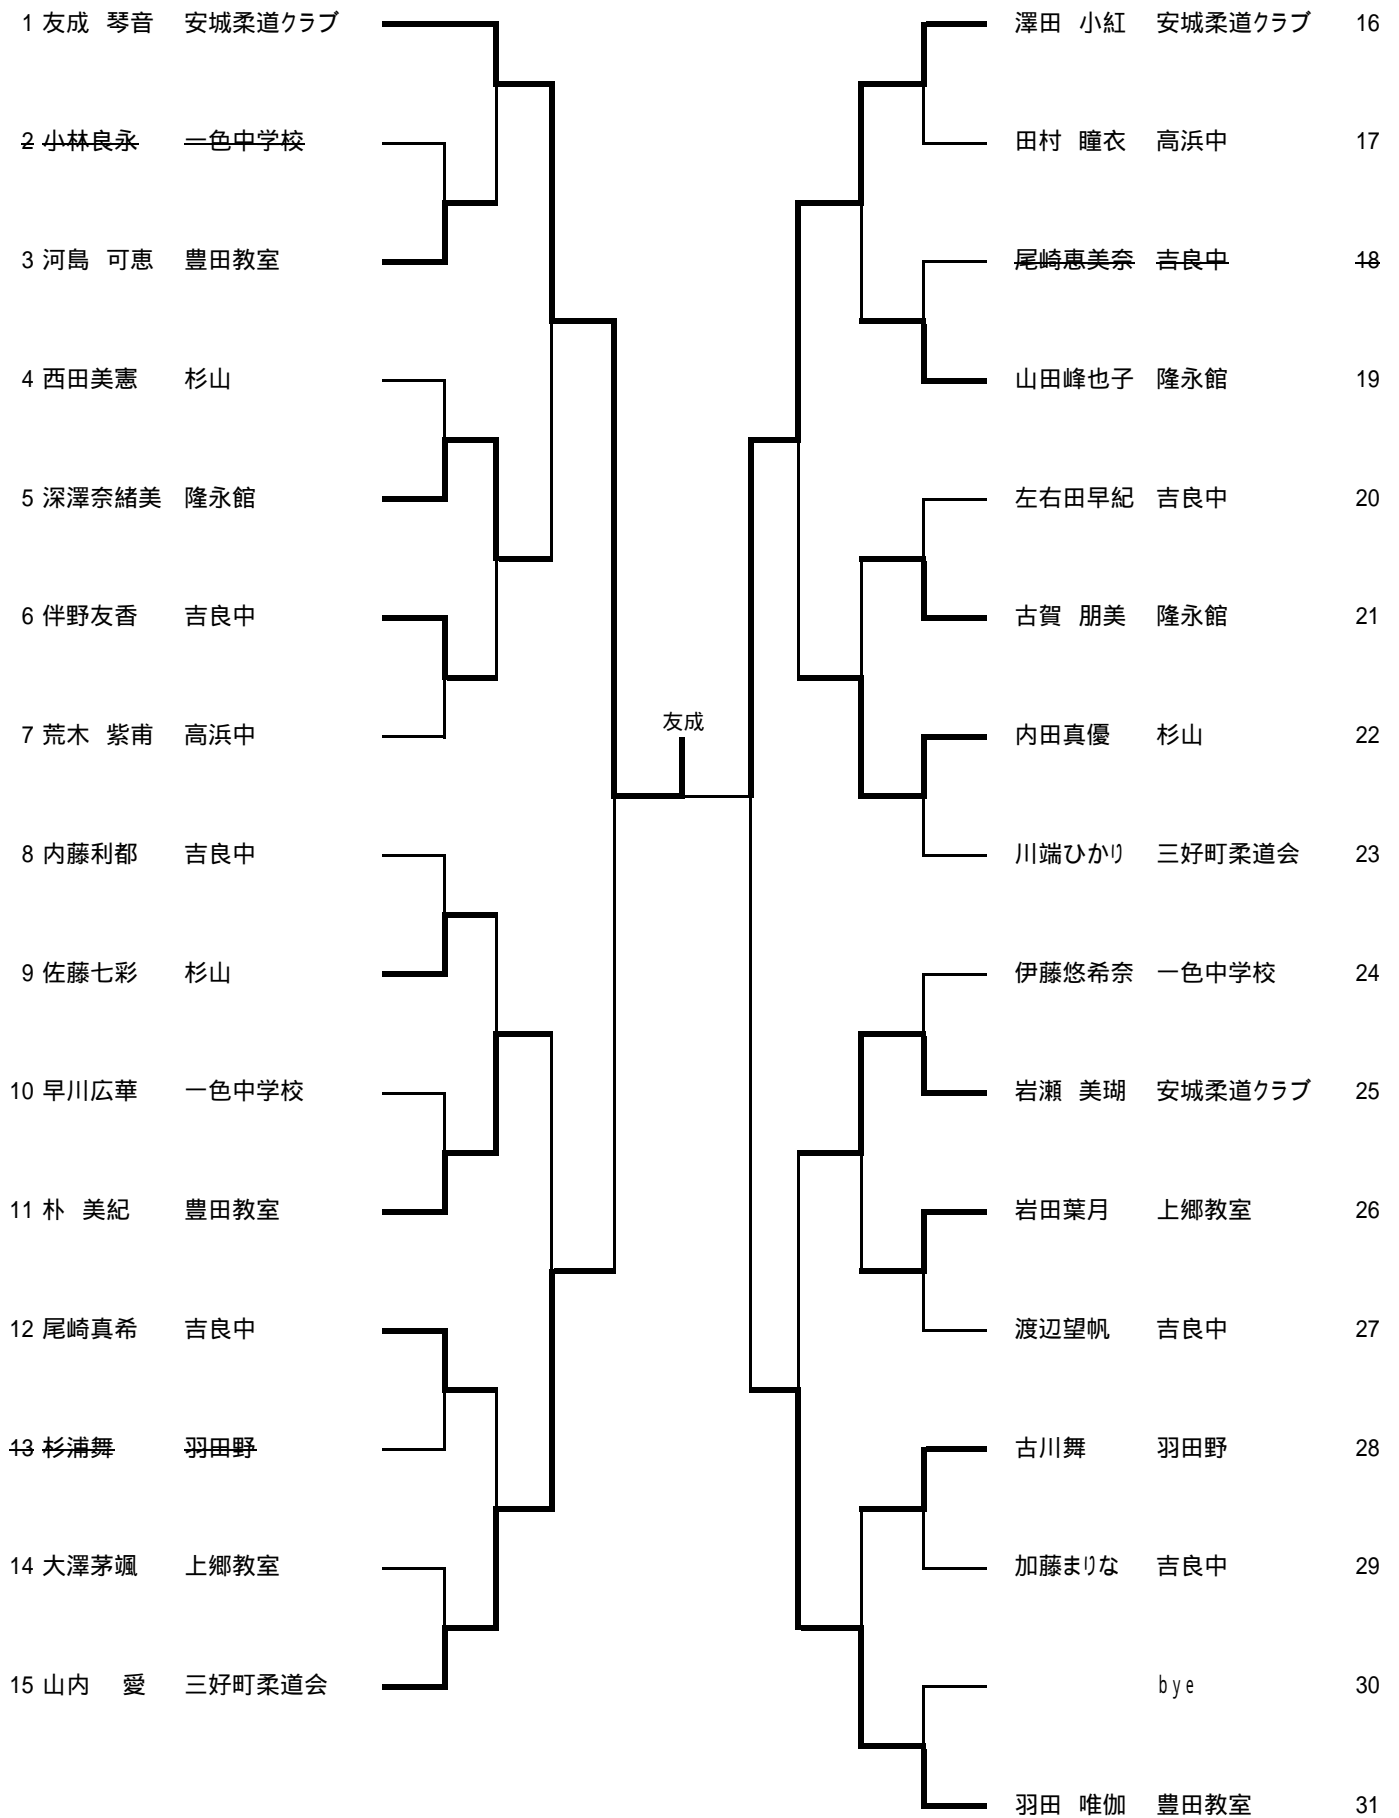 1 友成 琴音 安城柔道クラブ
2 小林良永 一色中学校
3 河島 可恵 豊田教室
4 西田美憲 杉山
5 深澤奈緒美 隆永館
6 伴野友香 吉良中
7 荒木 紫甫 高浜中
8 内藤利都 吉良中
9 佐藤七彩 杉山
10 早川広華 一色中学校
11 朴 美紀 豊田教室
12 尾崎真希 吉良中
13 杉浦舞 羽田野
14 大澤茅颯 上郷教室
15 山内 愛 三好町柔道会
友成
澤田 小紅 安城柔道クラブ 16
田村 瞳衣 高浜中 17
尾崎恵美奈 吉良中 18
山田峰也子 隆永館 19
左右田早紀 吉良中 20
古賀 朋美 隆永館 21
内田真優 杉山 22
川端ひかり 三好町柔道会 23
伊藤悠希奈 一色中学校 24
岩瀬 美瑚 安城柔道クラブ 25
岩田葉月 上郷教室 26
渡辺望帆 吉良中 27
古川舞 羽田野 28
加藤まりな 吉良中 29
bye 30
羽田 唯伽 豊田教室 31